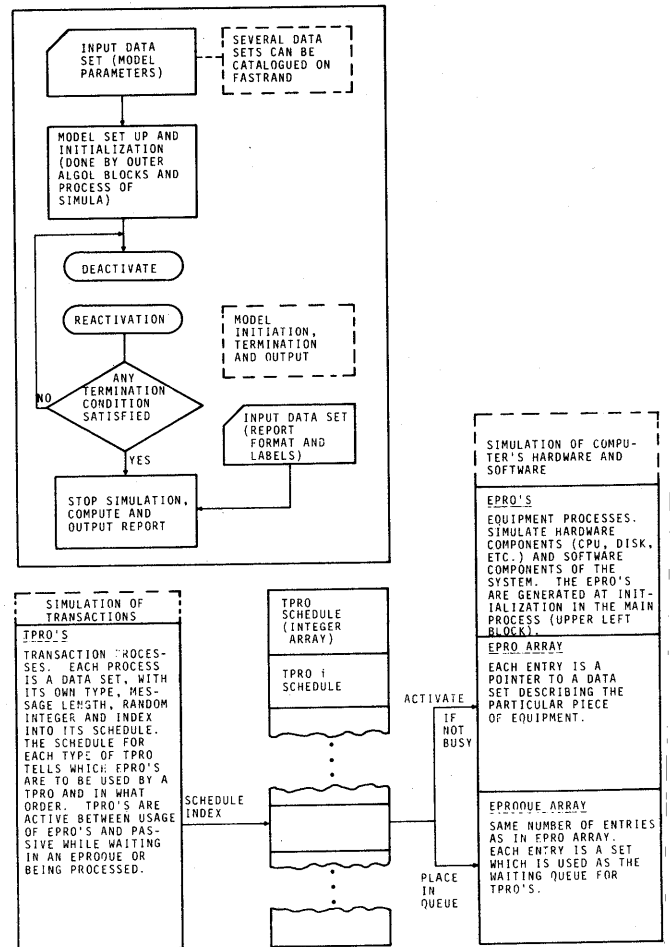 INPUT DATA
SET (MODEL
PARAMETERS)
SEVERAL DATA
SETS CAN BE
CATALOGUED ON
FASTRAND
MODEL SET UP AND
INITIALIZATION
(DONE BY OUTER
ALGOL BLOCKS AND
PROCESS OF
SIMULA)
DEACTIVATE
REACTIVATION
MODEL
INITIATION,
TERMINATION
AND OUTPUT
NO
ANY
TERMINATION
CONDITION
SATISFIED
YES
INPUT DATA SET
(REPORT
FORMAT AND
LABELS)
STOP SIMULATION,
COMPUTE AND
OUTPUT REPORT
SIMULATION OF
TRANSACTIONS
TPRO'S
TRANSACTION PROCES-
SES. EACH PROCESS
IS A DATA SET, WITH
ITS OWN TYPE, MES-
SAGE LENGTH, RANDOM
INTEGER AND INDEX
INTO ITS SCHEDULE.
THE SCHEDULE FOR
EACH TYPE OF TPRO
TELLS WHICH EPRO'S
ARE TO BE USED BY A
TPRO AND IN WHAT
ORDER. TPRO'S ARE
ACTIVE BETWEEN USAGE
OF EPRO'S AND PAS-
SIVE WHILE WAITING
IN AN EPROQUE OR
BEING PROCESSED.
SCHEDULE
INDEX
TPRO
SCHEDULE
(INTEGER
ARRAY)
TPRO i
SCHEDULE
ACTIVATE
IF
NOT
BUSY
PLACE
IN
QUEUE
SIMULATION OF COMPU-
TER'S HARDWARE AND
SOFTWARE
EPRO'S
EQUIPMENT PROCESSES.
SIMULATE HARDWARE
COMPONENTS (CPU, DISK,
ETC.) AND SOFTWARE
COMPONENTS OF THE
SYSTEM. THE EPRO'S
ARE GENERATED AT INIT-
IALIZATION IN THE MAIN
PROCESS (UPPER LEFT
BLOCK).
EPRO ARRAY
EACH ENTRY IS A
POINTER TO A DATA
SET DESCRIBING THE
PARTICULAR PIECE
OF EQUIPMENT.
EPROQUE ARRAY
SAME NUMBER OF ENTRIES
AS IN EPRO ARRAY.
EACH ENTRY IS A SET
WHICH IS USED AS THE
WAITING QUEUE FOR
TPRO'S.